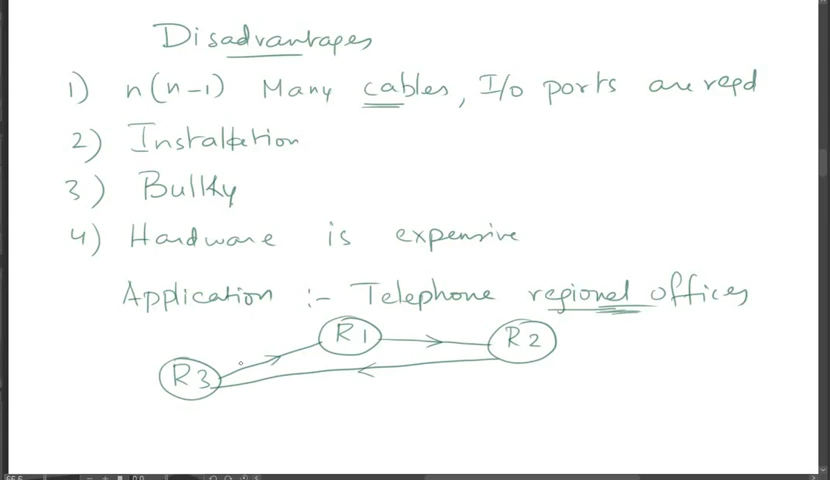 Disadvantages
1) n(n-1) Many cables, I/o ports are reqd
2) Installation
3) Bulky
4) Hardware is expensive
Application :- Telephone regional offices
R1 R2
R3